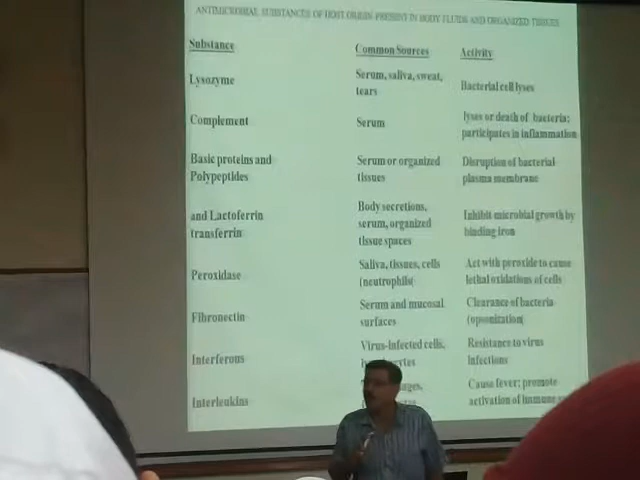 ANTIMICROBIAL SUBSTANCES OF HOST ORIGIN PRESENT IN BODY FLUIDS AND ORGANIZED TISSUES
Substance Common Sources Activity
Lysozyme Serum, saliva, sweat, Bacterial cell lyses
tears
Complement Serum lyses or death of bacteria;
participates in inflammation
Basic proteins and Serum or organized Disruption of bacterial
Polypeptides tissues plasma membrane
and Lactoferrin Body secretions, Inhibit microbial growth by
transferrin serum, organized binding iron
tissue spaces
Peroxidase Saliva, tissues, cells Act with peroxide to cause
(neutrophils( lethal oxidations of cells
Fibronectin Serum and mucosal Clearance of bacteria
surfaces (opsonization(
Interferons Virus-infected cells, Resistance to virus
infections
Interleukins Cause fever; promote
activation of immune